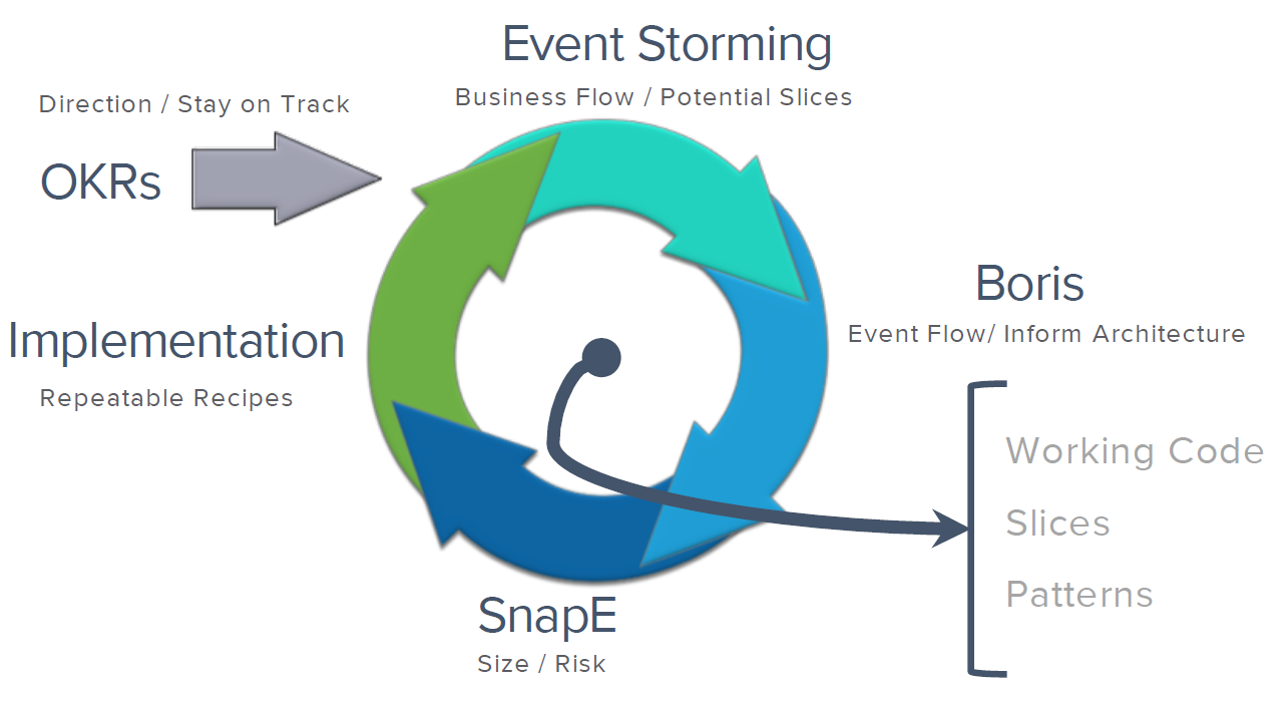 Event Storming
Business Flow / Potential Slices
Direction / Stay on Track
OKRs
Boris
Event Flow/ Inform Architecture
Implementation
Repeatable Recipes
Working Code
Slices
Patterns
SnapE
Size / Risk